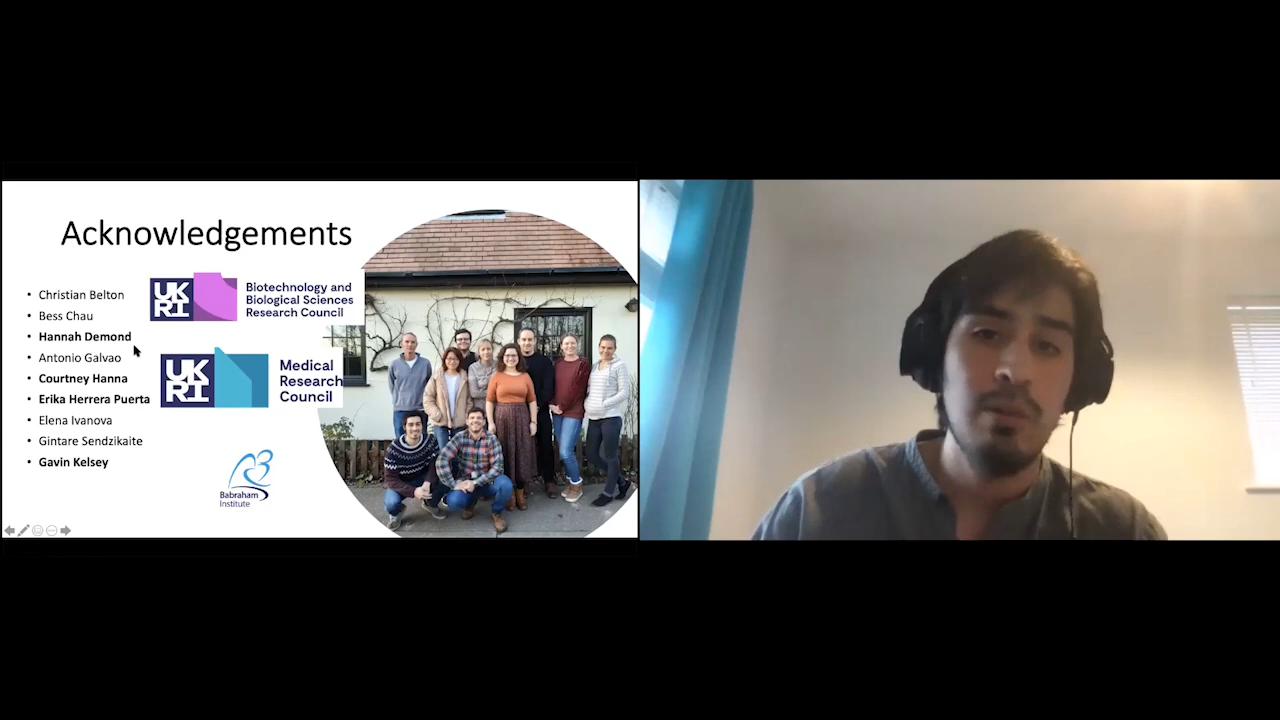 Acknowledgements
• Christian Belton
• Bess Chau
• Hannah Demond
• Antonio Galvao
• Courtney Hanna
• Erika Herrera Puerta
• Elena Ivanova
• Gintare Sendzikaite
• Gavin Kelsey
UK
RI
Biotechnology and
Biological Sciences
Research Council
UK
RI
Medical
Research
Council
Babraham
Institute